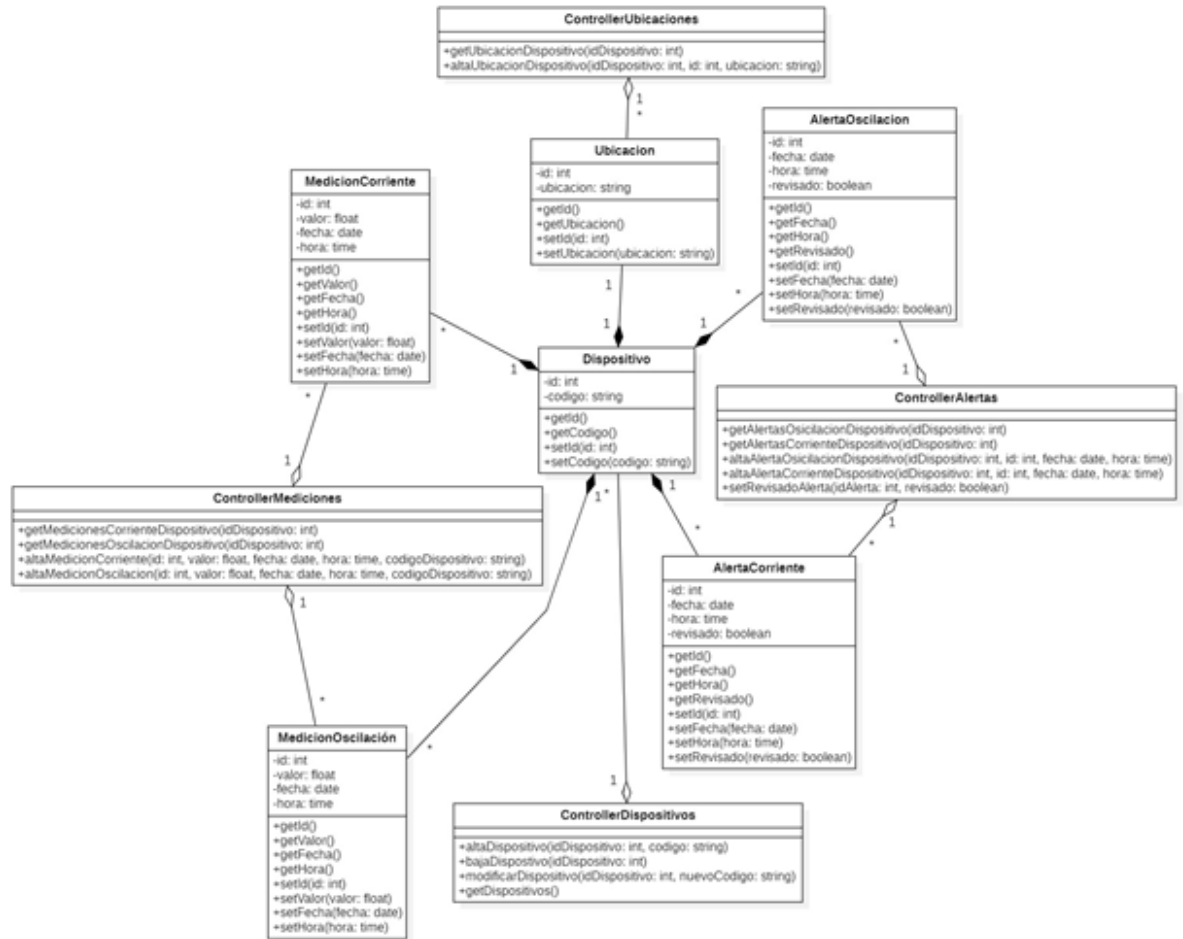 ControllerUbicaciones
+getUbicacionDispositivo(idDispositivo: int)
+altaUbicacionDispositivo(idDispositivo: int, id: int, ubicacion: string)
1
*
Ubicacion
-id: int
-ubicacion: string
+getId()
+getUbicacion()
+setId(id: int)
+setUbicacion(ubicacion: string)
1
1
AlertaOscilacion
-id: int
-fecha: date
-hora: time
-revisado: boolean
+getId()
+getFecha()
+getHora()
+getRevisado()
+setId(id: int)
+setFecha(fecha: date)
+setHora(hora: time)
+setRevisado(revisado: boolean)
*
1
*
1
MedicionCorriente
-id: int
-valor: float
-fecha: date
-hora: time
+getId()
+getValor()
+getFecha()
+getHora()
+setId(id: int)
+setValor(valor: float)
+setFecha(fecha: date)
+setHora(hora: time)
*
1
*
1
Dispositivo
-id: int
-codigo: string
+getId()
+getCodigo()
+setId(id: int)
+setCodigo(codigo: string)
1
*
1
*
ControllerAlertas
+getAlertasOsicilacionDispositivo(idDispositivo: int)
+getAlertasCorrienteDispositivo(idDispositivo: int)
+altaAlertaOsicilacionDispositivo(idDispositivo: int, id: int, fecha: date, hora: time)
+altaAlertaCorrienteDispositivo(idDispositivo: int, id: int, fecha: date, hora: time)
+setRevisadoAlerta(idAlerta: int, revisado: boolean)
1
*
ControllerMediciones
+getMedicionesCorrienteDispositivo(idDispositivo: int)
+getMedicionesOscilacionDispositivo(idDispositivo: int)
+altaMedicionCorriente(id: int, valor: float, fecha: date, hora: time, codigoDispositivo: string)
+altaMedicionOscilacion(id: int, valor: float, fecha: date, hora: time, codigoDispositivo: string)
1
*
AlertaCorriente
-id: int
-fecha: date
-hora: time
-revisado: boolean
+getId()
+getFecha()
+getHora()
+getRevisado()
+setId(id: int)
+setFecha(fecha: date)
+setHora(hora: time)
+setRevisado(revisado: boolean)
MedicionOscilación
-id: int
-valor: float
-fecha: date
-hora: time
+getId()
+getValor()
+getFecha()
+getHora()
+setId(id: int)
+setValor(valor: float)
+setFecha(fecha: date)
+setHora(hora: time)
*
1
ControllerDispositivos
+altaDispositivo(idDispositivo: int, codigo: string)
+bajaDispostivo(idDispositivo: int)
+modificarDispositivo(idDispositivo: int, nuevoCodigo: string)
+getDispositivos()